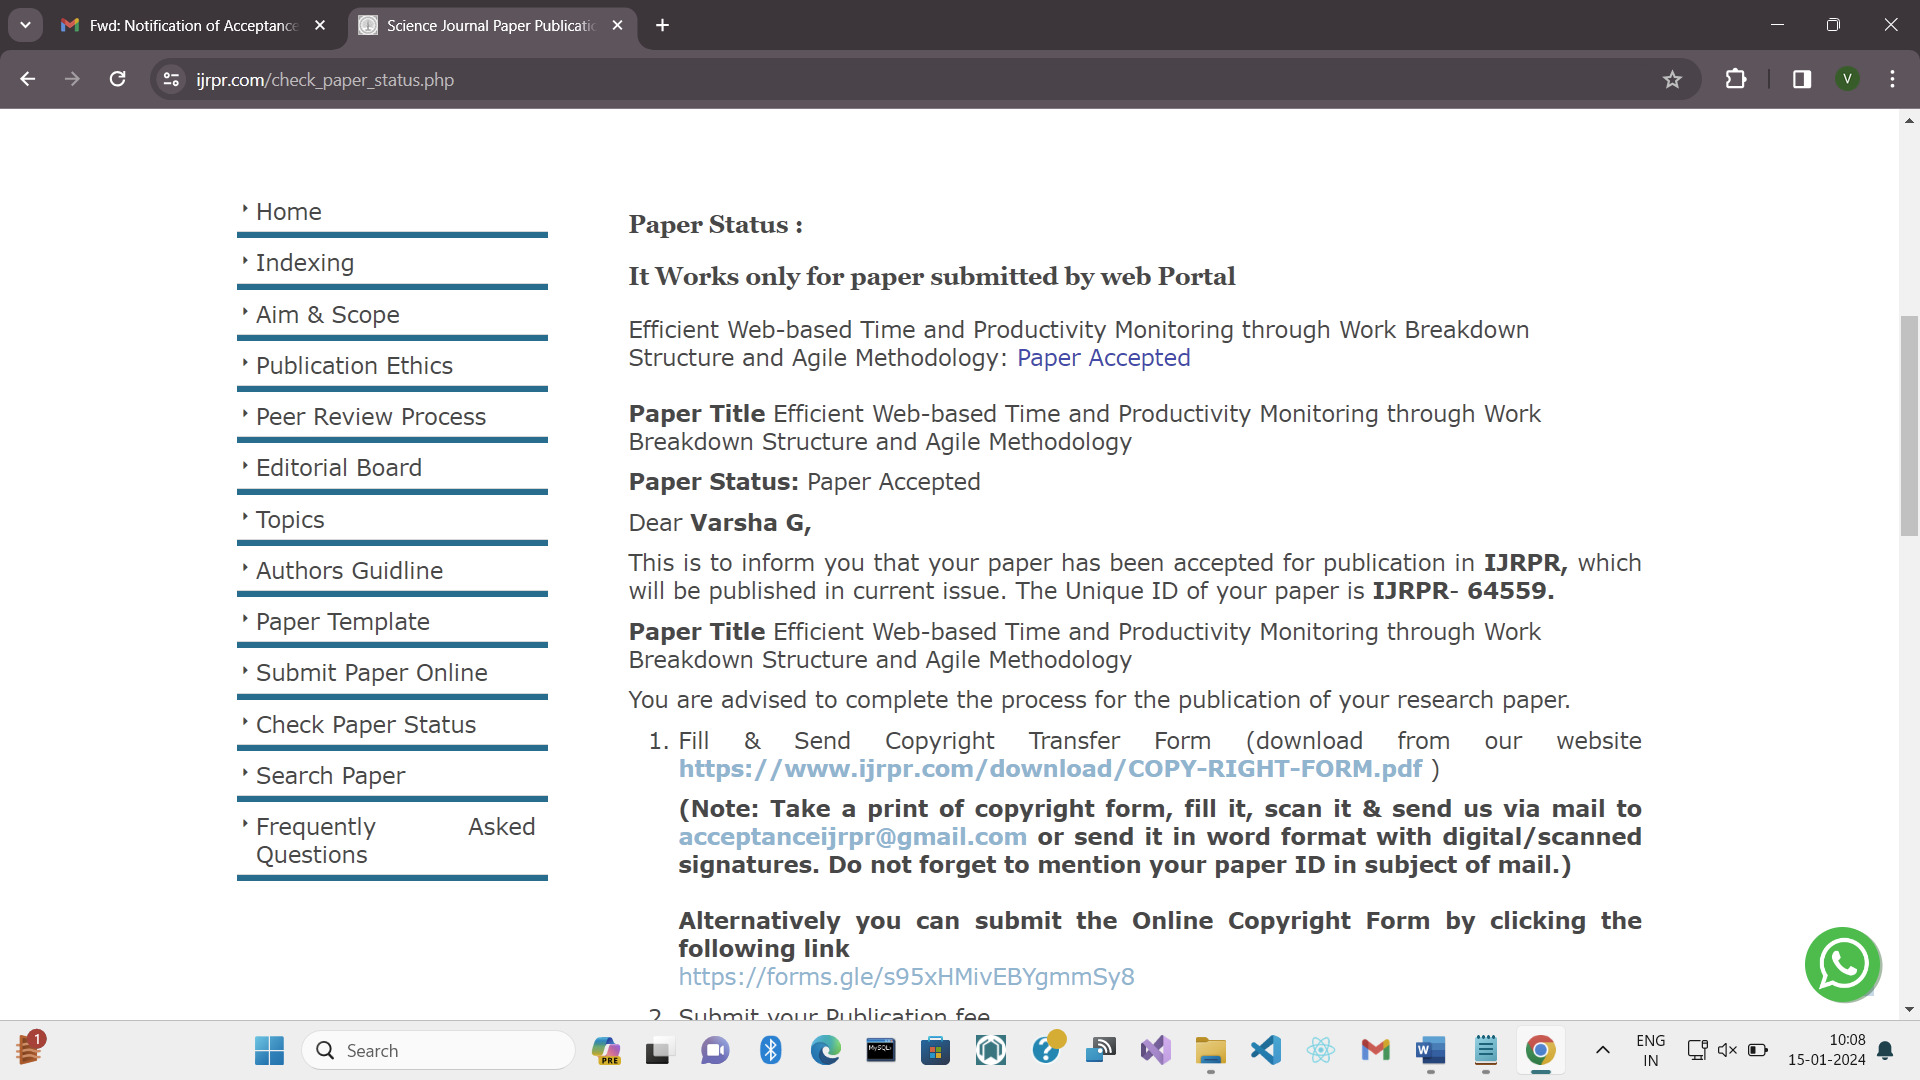 Fwd: Notification of Acceptance
Science Journal Paper Publicatio
ijrpr.com/check_paper_status.php
V
Home
Indexing
Aim & Scope
Publication Ethics
Peer Review Process
Editorial Board
Topics
Authors Guidline
Paper Template
Submit Paper Online
Check Paper Status
Search Paper
Frequently Asked
Questions
Paper Status :
It Works only for paper submitted by web Portal
Efficient Web-based Time and Productivity Monitoring through Work Breakdown
Structure and Agile Methodology: Paper Accepted
Paper Title Efficient Web-based Time and Productivity Monitoring through Work
Breakdown Structure and Agile Methodology
Paper Status: Paper Accepted
Dear Varsha G,
This is to inform you that your paper has been accepted for publication in IJRPR, which
will be published in current issue. The Unique ID of your paper is IJRPR- 64559.
Paper Title Efficient Web-based Time and Productivity Monitoring through Work
Breakdown Structure and Agile Methodology
You are advised to complete the process for the publication of your research paper.
1. Fill & Send Copyright Transfer Form (download from our website
https://www.ijrpr.com/download/COPY-RIGHT-FORM.pdf )
(Note: Take a print of copyright form, fill it, scan it & send us via mail to
acceptanceijrpr@gmail.com or send it in word format with digital/scanned
signatures. Do not forget to mention your paper ID in subject of mail.)
Alternatively you can submit the Online Copyright Form by clicking the
following link
https://forms.gle/s95xHMivEBYgmmSy8
2. Submit your Publication fee
1
Search
PRE
MySQL
ENG
IN
10:08
15-01-2024